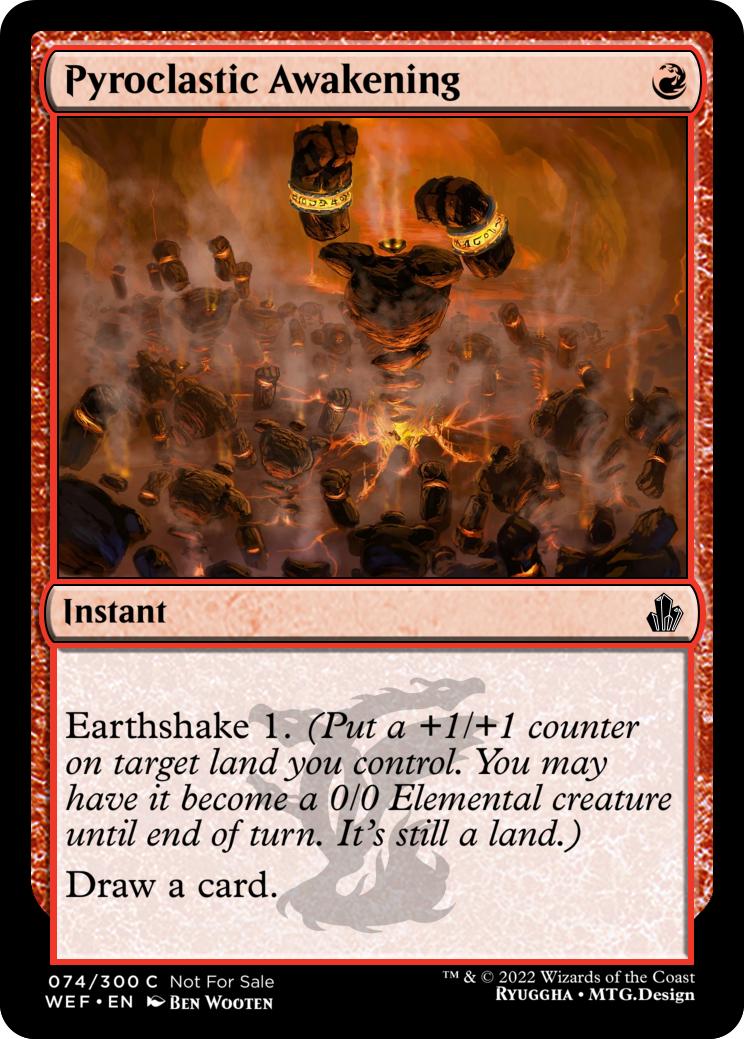 Pyroclastic Awakening
Instant
Earthshake 1. (Put a +1/+1 counter
on target land you control. You may
have it become a 0/0 Elemental creature
until end of turn. It's still a land.)
Draw a card.
074/300 C Not For Sale
™ & © 2022 Wizards of the Coast
WEF • EN Ben Wooten
Ryuggha • MTG.Design